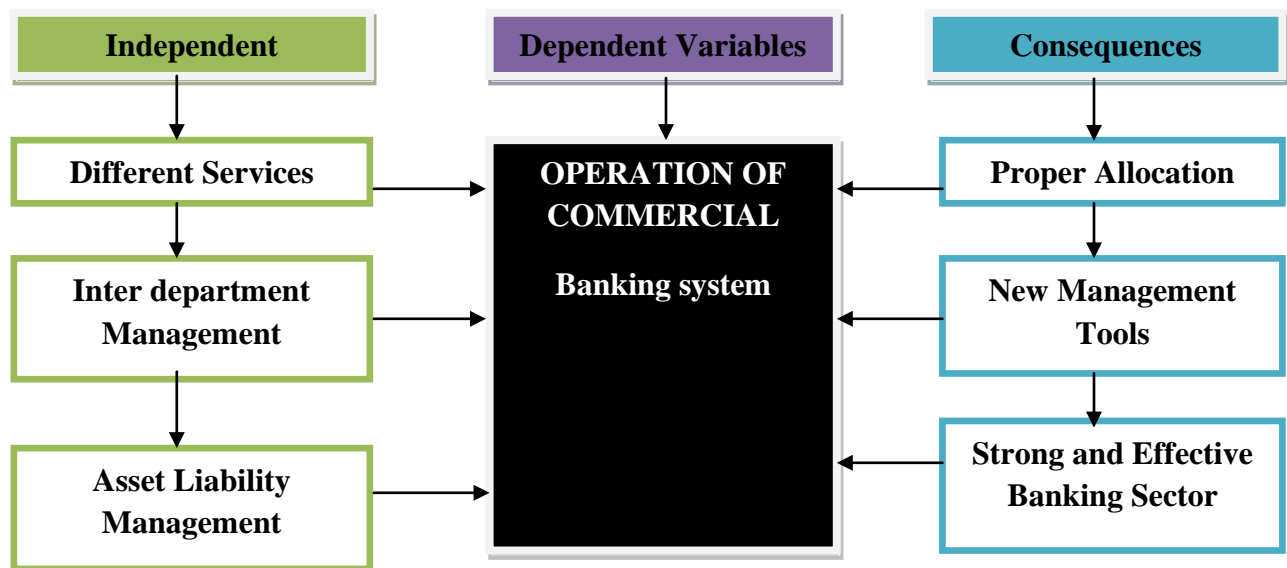 Independent
Dependent Variables
Consequences
Different Services
Inter department
Management
Asset Liability
Management
OPERATION OF
COMMERCIAL
Banking system
Proper Allocation
New Management
Tools
Strong and Effective
Banking Sector